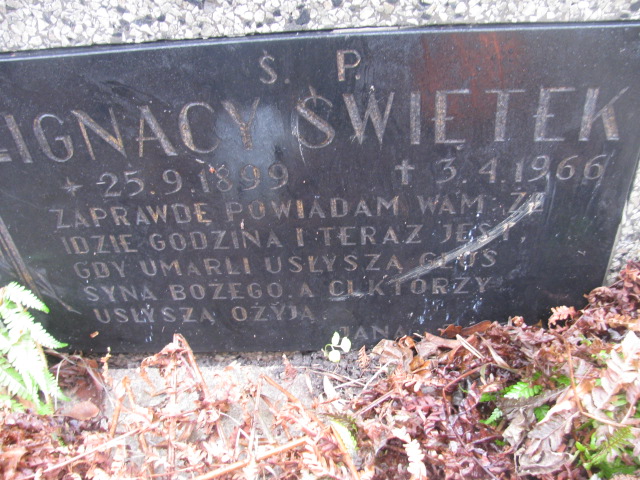 Ś. P.
IGNACY ŚWIĘTEK
* 25.9.1899 † 3.4.1966
ZAPRAWDĘ POWIADAM WAM ŻE
IDZIE GODZINA I TERAZ JEST,
GDY UMARLI USŁYSZĄ GŁOS
SYNA BOŻEGO, A CI, KTÓRZY
USŁYSZĄ OŻYJĄ.
JANA